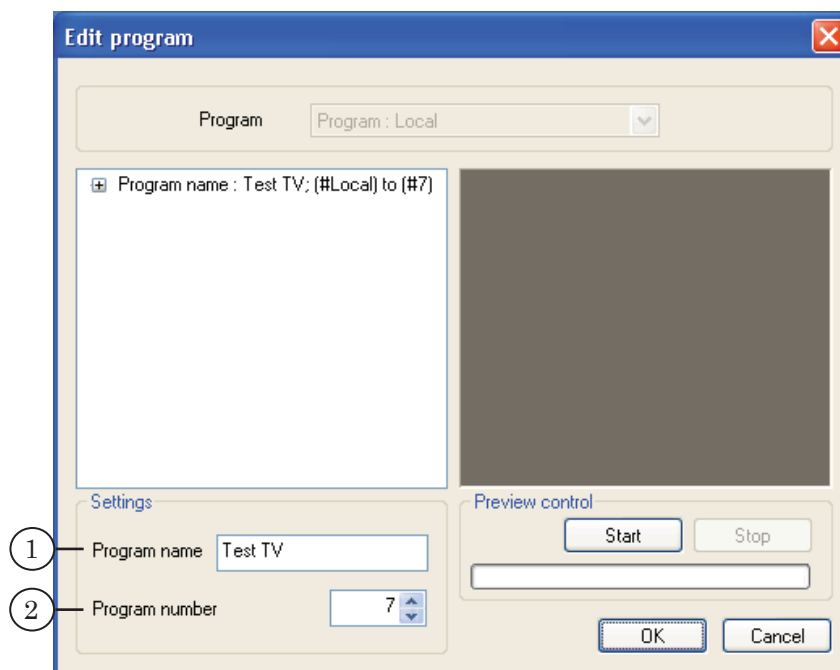 Edit program
Program Program : Local
Program name : Test TV; (#Local) to (#7)
Settings
1 Program name Test TV
2 Program number 7
Preview control
Start Stop
OK Cancel